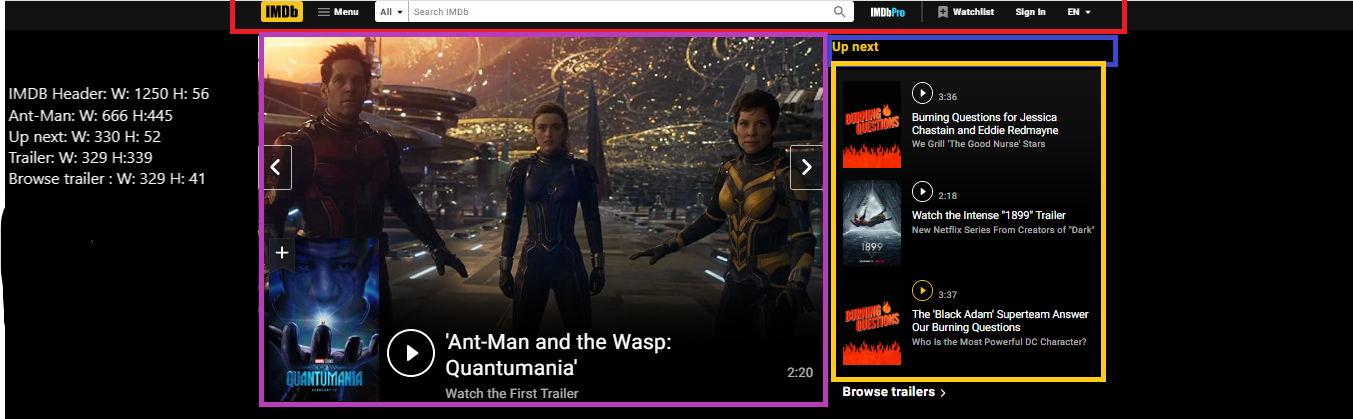 IMDb Menu All Search IMDb IMDbPro Watchlist Sign In EN
IMDB Header: W: 1250 H: 56
Ant-Man: W: 666 H:445
Up next: W: 330 H: 52
Trailer: W: 329 H:339
Browse trailer : W: 329 H: 41
QUANTUMANIA
'Ant-Man and the Wasp:
Quantumania'
Watch the First Trailer
2:20
Up next
BURNING
QUESTIONS
3:36
Burning Questions for Jessica
Chastain and Eddie Redmayne
We Grill 'The Good Nurse' Stars
1899
2:18
Watch the Intense "1899" Trailer
New Netflix Series From Creators of "Dark"
BURNING
QUESTIONS
3:37
The 'Black Adam' Superteam Answer
Our Burning Questions
Who Is the Most Powerful DC Character?
Browse trailers